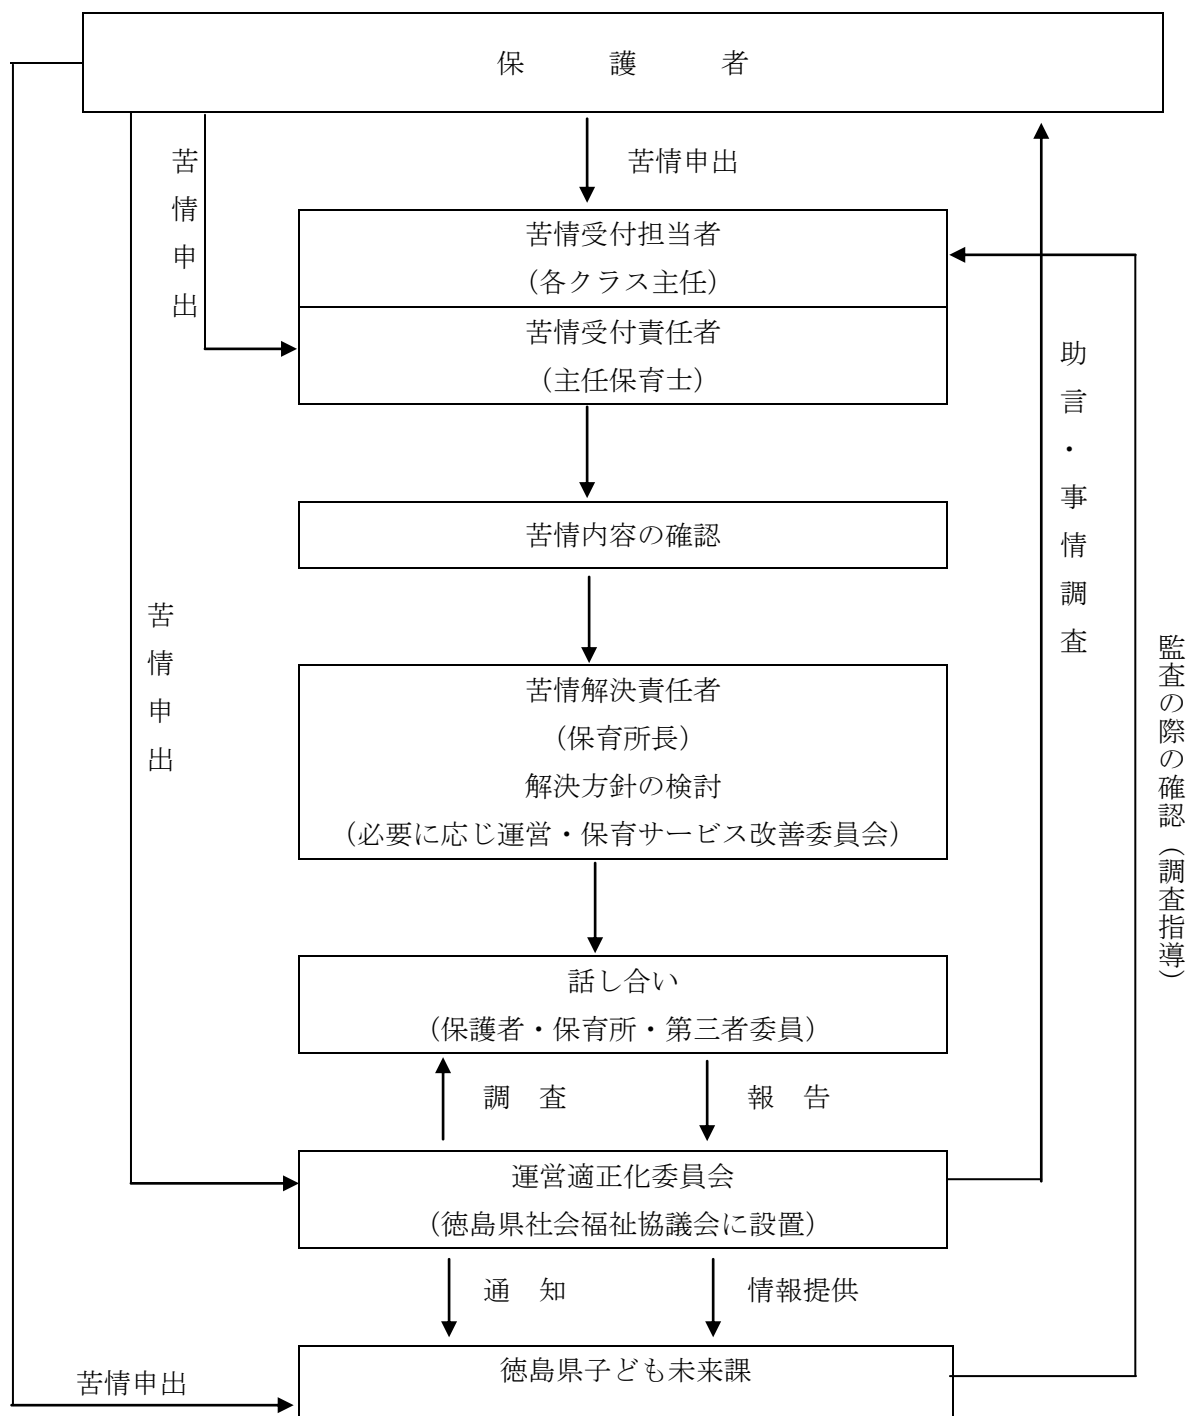 保　護　者
苦情申出
苦情申出
苦情受付担当者
（各クラス主任）
苦情受付責任者
（主任保育士）
助言・事情調査
苦情内容の確認
苦情申出
苦情解決責任者
（保育所長）
解決方針の検討
（必要に応じ運営・保育サービス改善委員会）
監査の際の確認（調査指導）
話し合い
（保護者・保育所・第三者委員）
調　査
報　告
運営適正化委員会
（徳島県社会福祉協議会に設置）
通　知
情報提供
徳島県子ども未来課
苦情申出